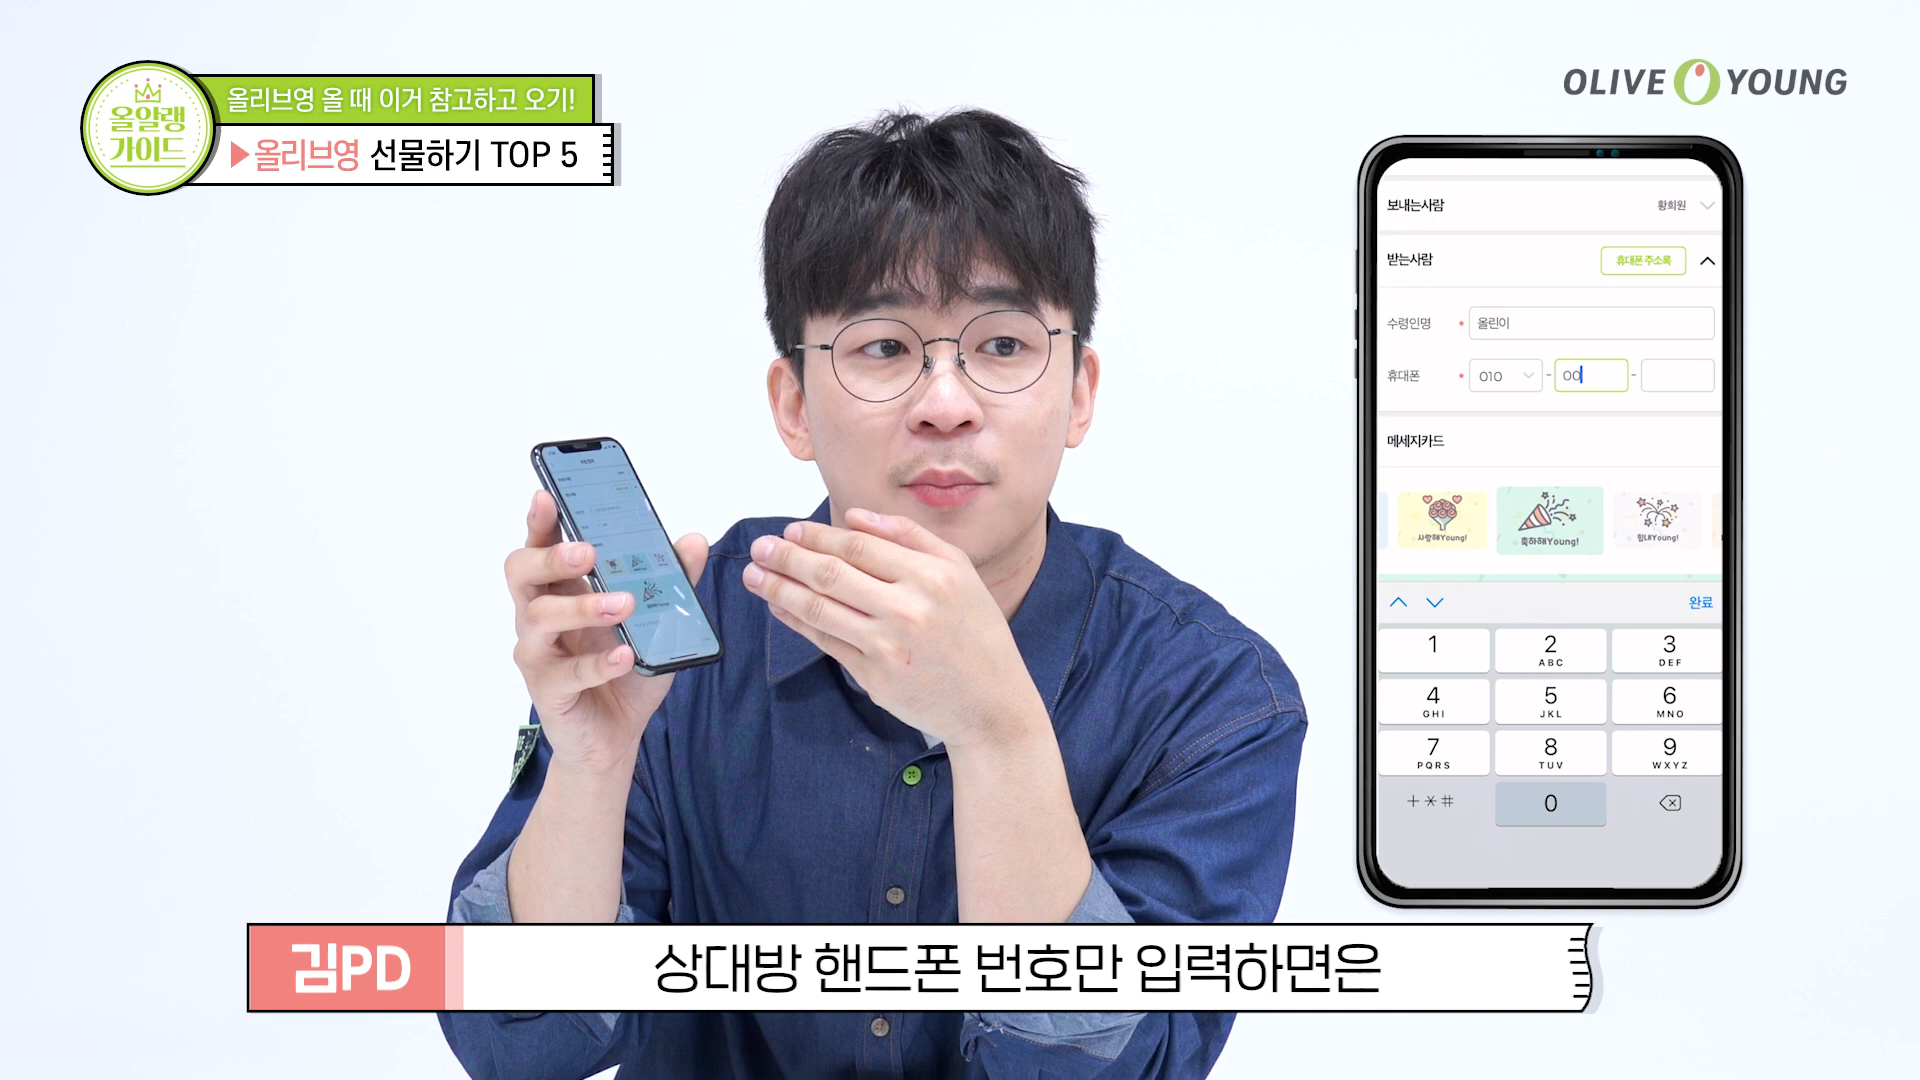 올알랭
가이드
올리브영 올 때 이거 참고하고 오기!
▶올리브영 선물하기 TOP 5
OLIVE YOUNG
보내는사람 황희원
받는사람 휴대폰 주소록
수령인명 * 올린이
휴대폰 * 010 - 00 -
메세지카드
사랑해Young!
축하해Young!
힘내Young!
완료
1
2 ABC
3 DEF
4 GHI
5 JKL
6 MNO
7 PQRS
8 TUV
9 WXYZ
+*#
0
김PD
상대방 핸드폰 번호만 입력하면은